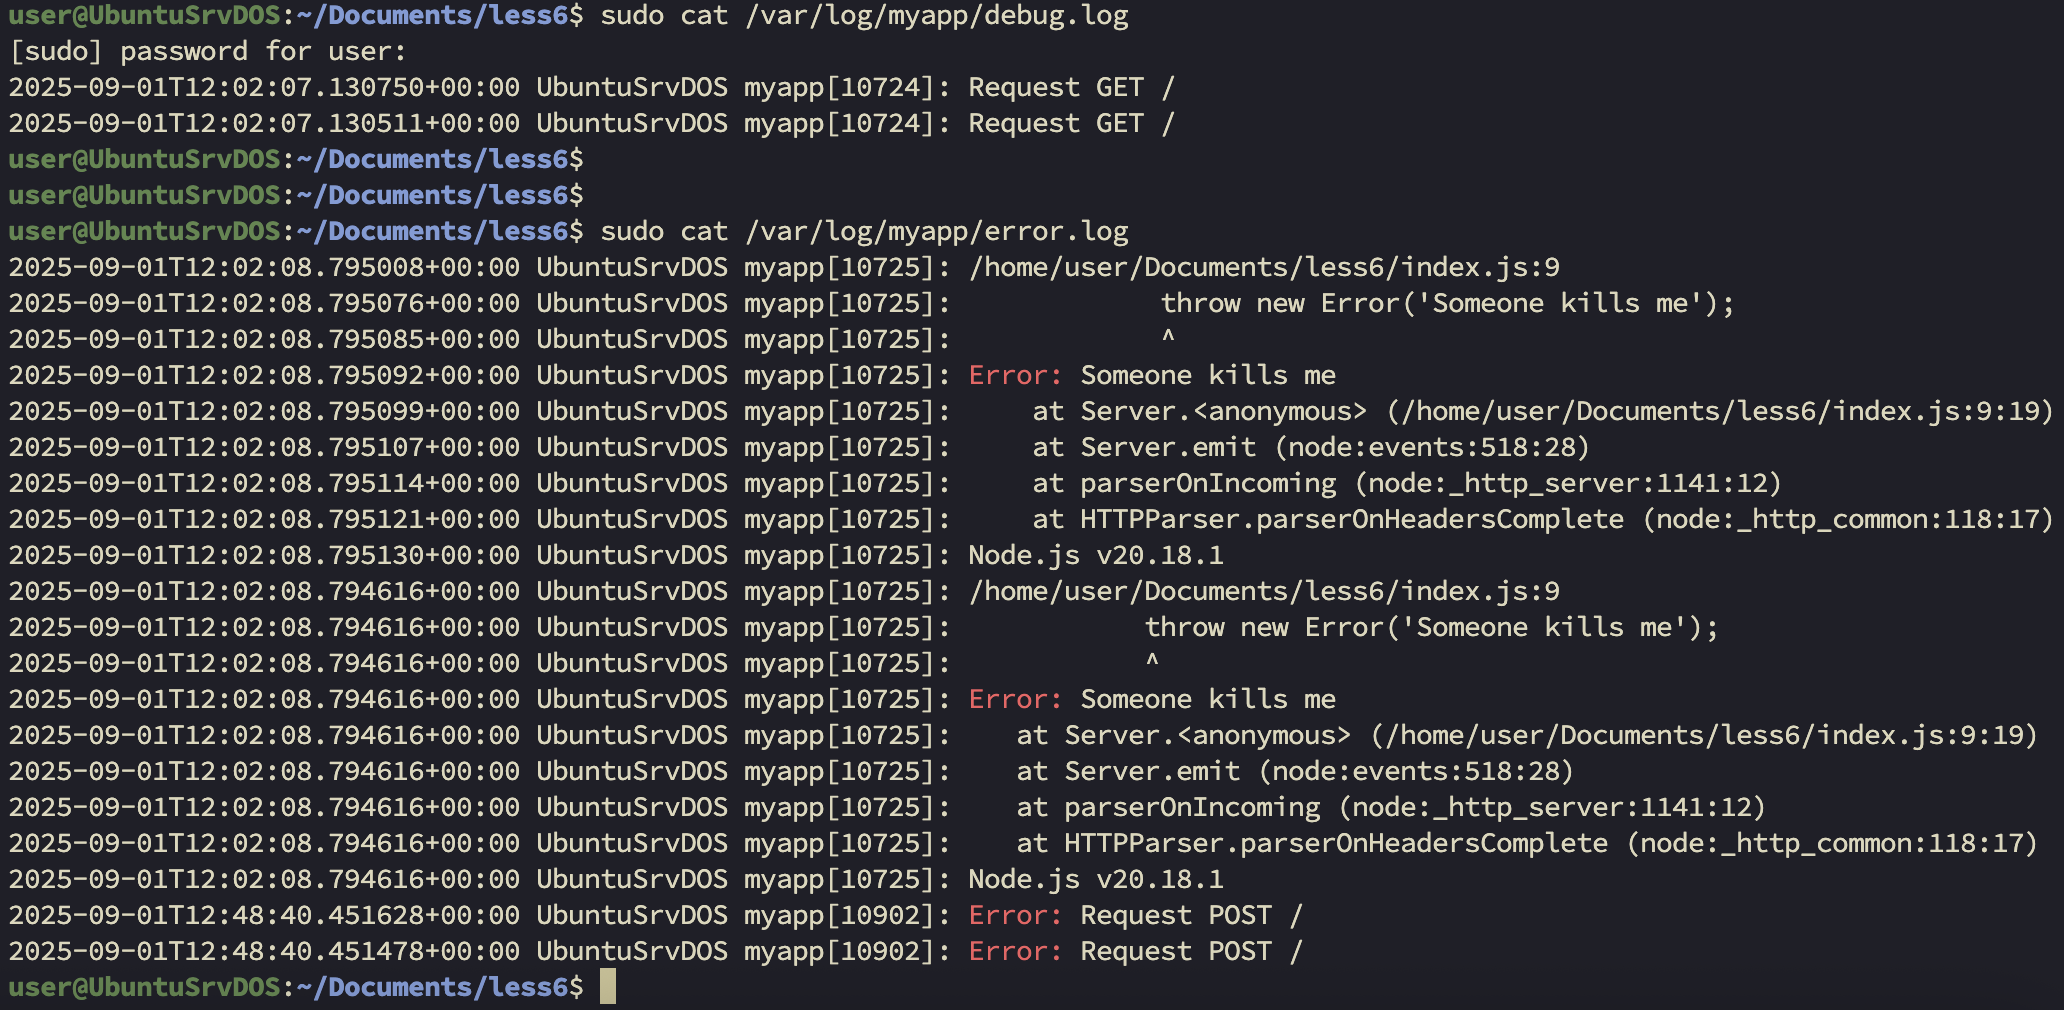 user@UbuntuSrvDOS:~/Documents/less6$ sudo cat /var/log/myapp/debug.log
[sudo] password for user:
2025-09-01T12:02:07.130750+00:00 UbuntuSrvDOS myapp[10724]: Request GET /
2025-09-01T12:02:07.130511+00:00 UbuntuSrvDOS myapp[10724]: Request GET /
user@UbuntuSrvDOS:~/Documents/less6$
user@UbuntuSrvDOS:~/Documents/less6$
user@UbuntuSrvDOS:~/Documents/less6$ sudo cat /var/log/myapp/error.log
2025-09-01T12:02:08.795008+00:00 UbuntuSrvDOS myapp[10725]: /home/user/Documents/less6/index.js:9
2025-09-01T12:02:08.795076+00:00 UbuntuSrvDOS myapp[10725]:             throw new Error('Someone kills me');
2025-09-01T12:02:08.795085+00:00 UbuntuSrvDOS myapp[10725]:             ^
2025-09-01T12:02:08.795092+00:00 UbuntuSrvDOS myapp[10725]: Error: Someone kills me
2025-09-01T12:02:08.795099+00:00 UbuntuSrvDOS myapp[10725]:     at Server.<anonymous> (/home/user/Documents/less6/index.js:9:19)
2025-09-01T12:02:08.795107+00:00 UbuntuSrvDOS myapp[10725]:     at Server.emit (node:events:518:28)
2025-09-01T12:02:08.795114+00:00 UbuntuSrvDOS myapp[10725]:     at parserOnIncoming (node:_http_server:1141:12)
2025-09-01T12:02:08.795121+00:00 UbuntuSrvDOS myapp[10725]:     at HTTPParser.parserOnHeadersComplete (node:_http_common:118:17)
2025-09-01T12:02:08.795130+00:00 UbuntuSrvDOS myapp[10725]: Node.js v20.18.1
2025-09-01T12:02:08.794616+00:00 UbuntuSrvDOS myapp[10725]: /home/user/Documents/less6/index.js:9
2025-09-01T12:02:08.794616+00:00 UbuntuSrvDOS myapp[10725]:            throw new Error('Someone kills me');
2025-09-01T12:02:08.794616+00:00 UbuntuSrvDOS myapp[10725]:            ^
2025-09-01T12:02:08.794616+00:00 UbuntuSrvDOS myapp[10725]: Error: Someone kills me
2025-09-01T12:02:08.794616+00:00 UbuntuSrvDOS myapp[10725]:    at Server.<anonymous> (/home/user/Documents/less6/index.js:9:19)
2025-09-01T12:02:08.794616+00:00 UbuntuSrvDOS myapp[10725]:    at Server.emit (node:events:518:28)
2025-09-01T12:02:08.794616+00:00 UbuntuSrvDOS myapp[10725]:    at parserOnIncoming (node:_http_server:1141:12)
2025-09-01T12:02:08.794616+00:00 UbuntuSrvDOS myapp[10725]:    at HTTPParser.parserOnHeadersComplete (node:_http_common:118:17)
2025-09-01T12:02:08.794616+00:00 UbuntuSrvDOS myapp[10725]: Node.js v20.18.1
2025-09-01T12:48:40.451628+00:00 UbuntuSrvDOS myapp[10902]: Error: Request POST /
2025-09-01T12:48:40.451478+00:00 UbuntuSrvDOS myapp[10902]: Error: Request POST /
user@UbuntuSrvDOS:~/Documents/less6$